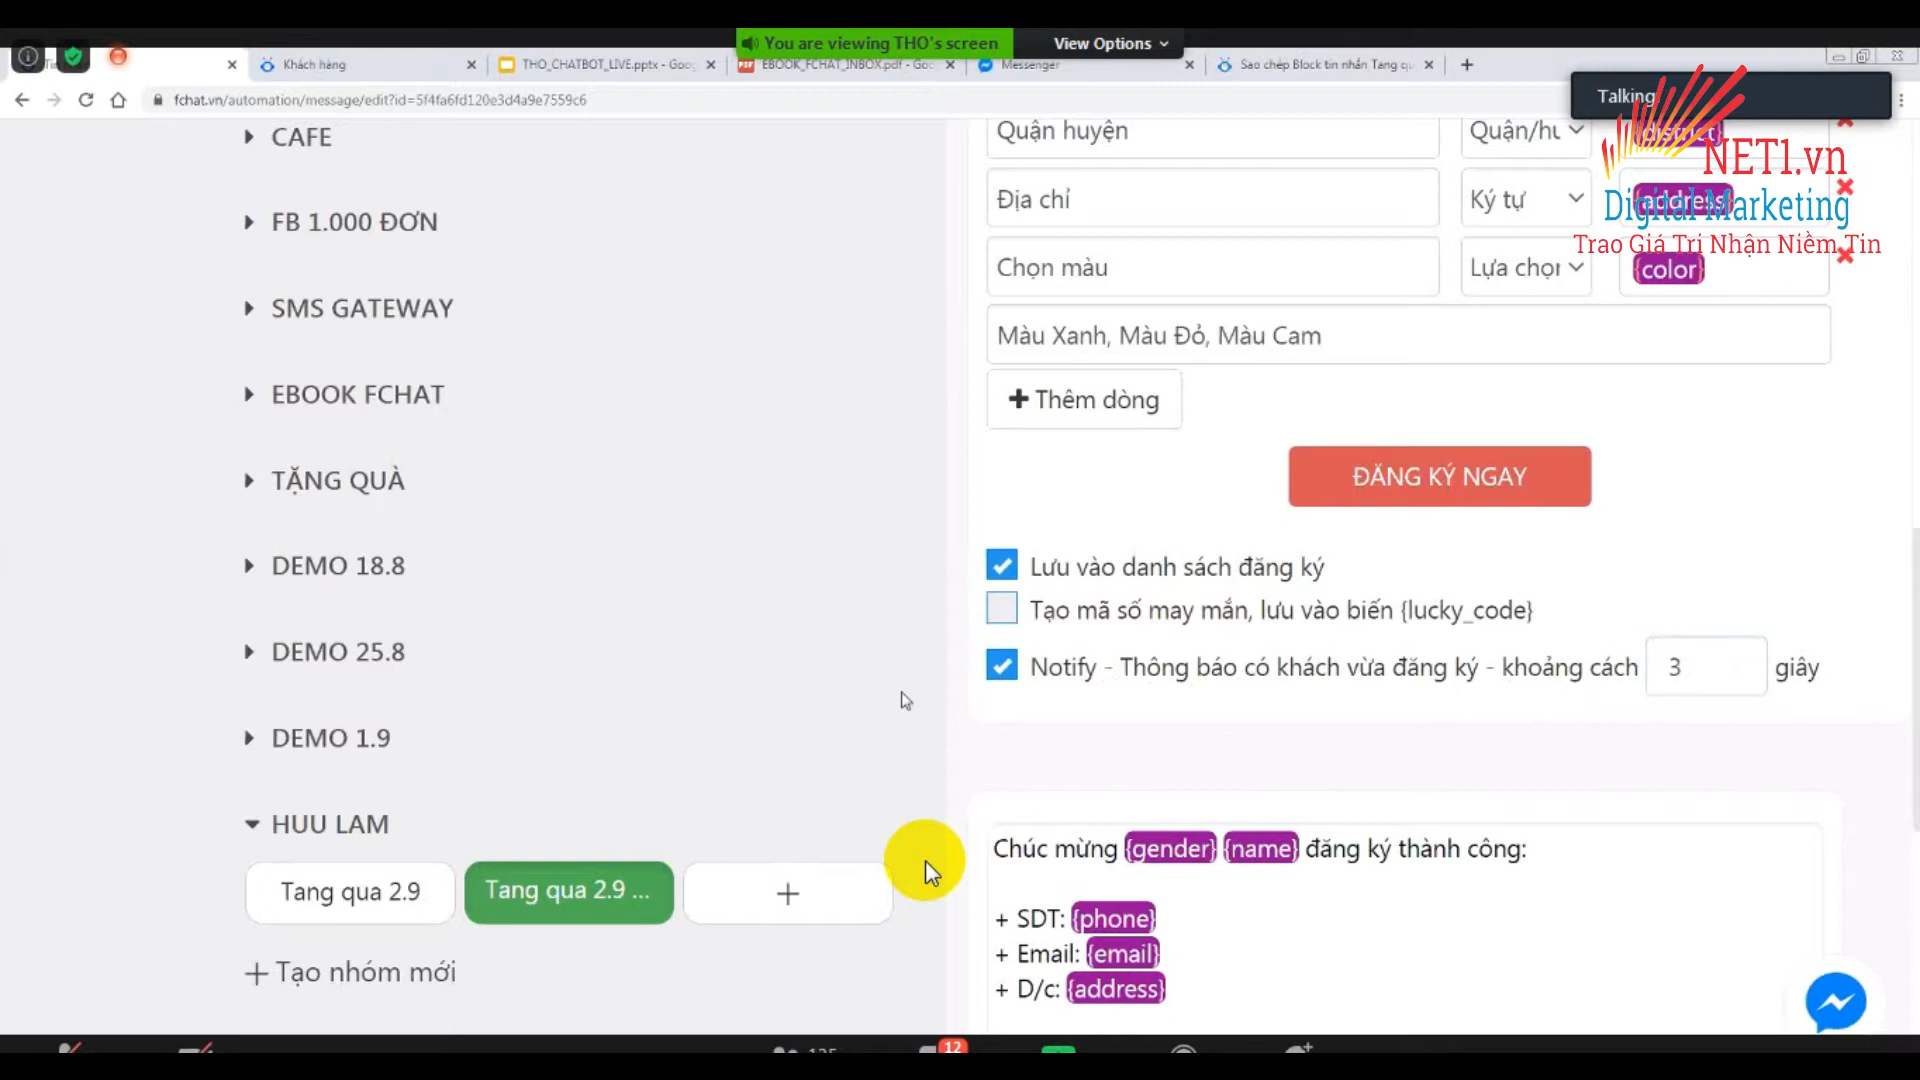 You are viewing THO's screen
View Options
Khách hàng
THO_CHATBOT_LIVE.pptx - Goo
EBOOK_FCHAT_INBOX.pdf - Goo
Messenger
Sao chép Block tin nhắn Tang qu
fchat.vn/automation/message/edit?id=5f4fa6fd120e3d4a9e7559c6
Talking:
NET1.vn
Digital Marketing
Trao Giá Trị Nhận Niềm Tin
CAFE
FB 1.000 ĐƠN
SMS GATEWAY
EBOOK FCHAT
TẶNG QUÀ
DEMO 18.8
DEMO 25.8
DEMO 1.9
HUU LAM
Tang qua 2.9
Tang qua 2.9 ...
+
+ Tạo nhóm mới
Quận huyện
Quận/hu
{district}
Địa chỉ
Ký tự
{address}
Chọn màu
Lựa chọn
{color}
Màu Xanh, Màu Đỏ, Màu Cam
+ Thêm dòng
ĐĂNG KÝ NGAY
Lưu vào danh sách đăng ký
Tạo mã số may mắn, lưu vào biến {lucky_code}
Notify - Thông báo có khách vừa đăng ký - khoảng cách 3 giây
Chúc mừng {gender} {name} đăng ký thành công:
+ SDT: {phone}
+ Email: {email}
+ D/c: {address}
12